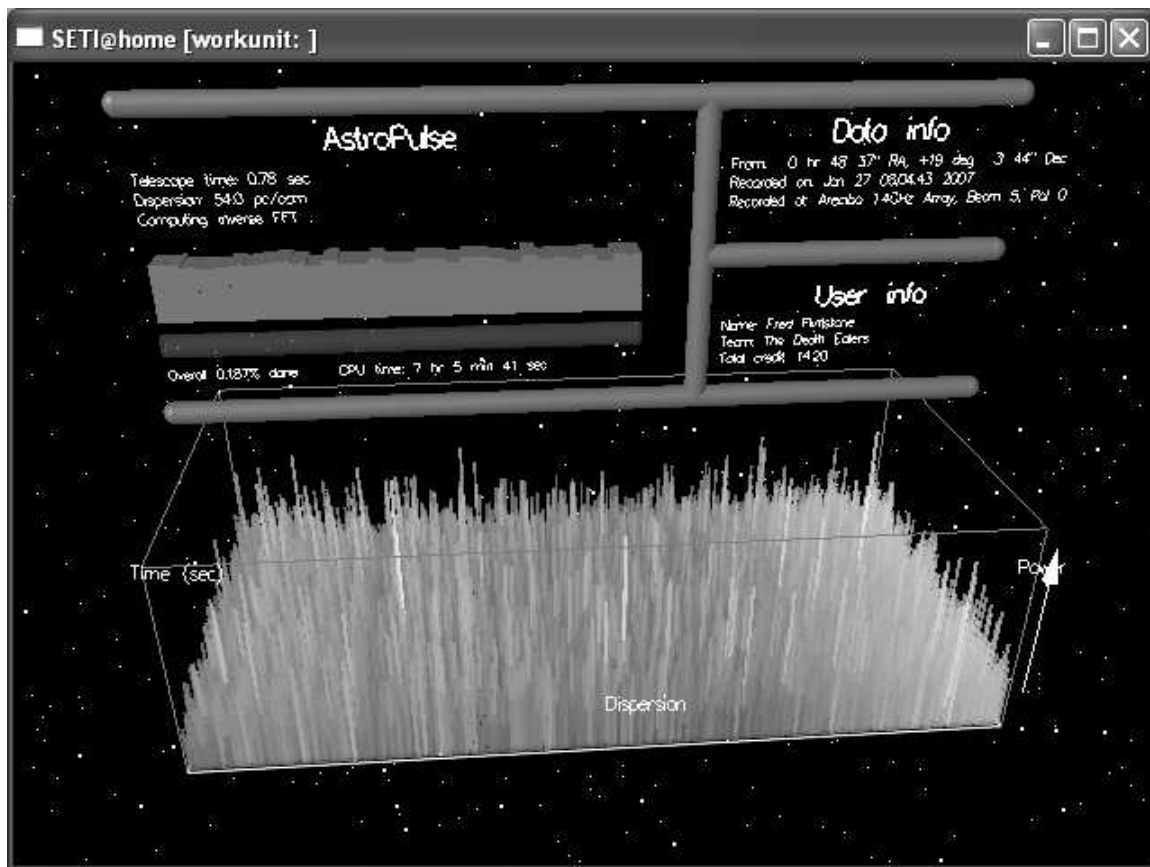 SETI@home [workunit: ]
AstroPulse
Telescope time: 0.78 sec
Dispersion: 54.0 pc/ccm
Computing inverse FFT
Overall 0.187% done
CPU time: 7 hr 5 min 41 sec
Data info
From: 0 hr 48' 37" RA, +19 deg 3' 44" Dec
Recorded on: Jan 27 08:04:43 2007
Recorded at: Arecibo 1.4GHz Array, Beam 5, Pol 0
User info
Name: Fred Flintstone
Team: The Death Eaters
Total credit: 1420
Time (sec)
Power
Dispersion